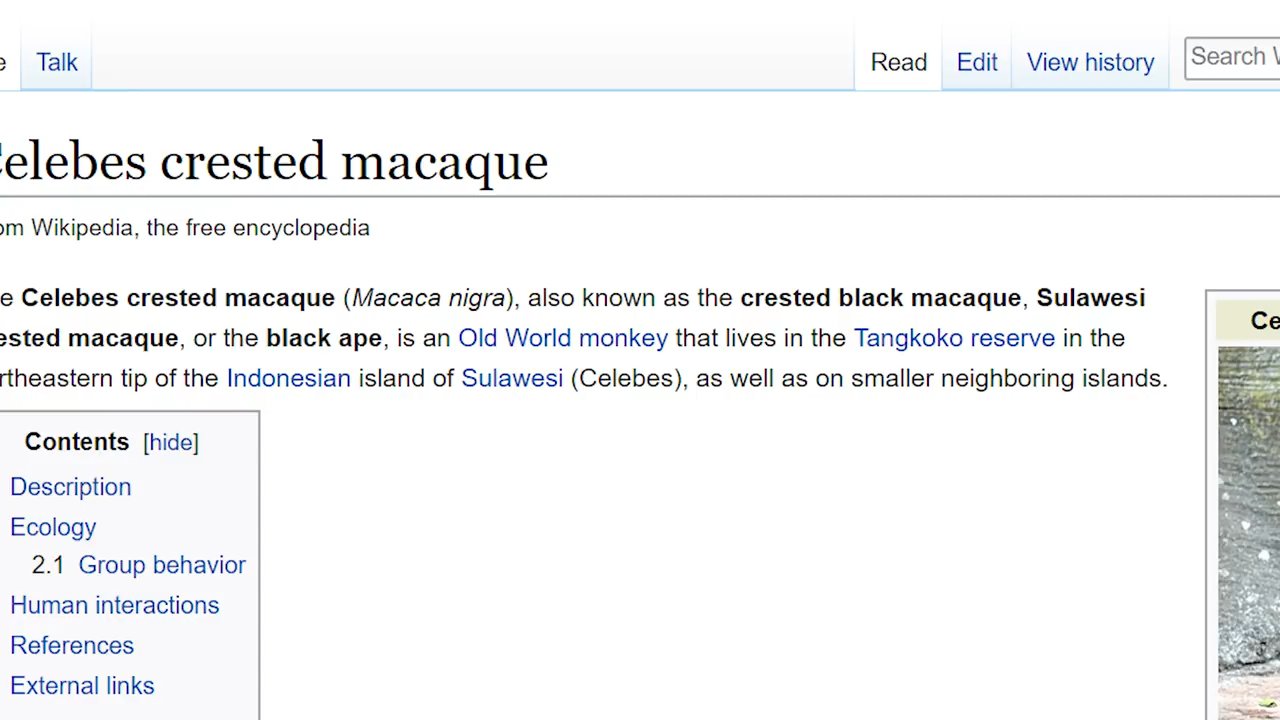 Talk
Read Edit View history Search
Celebes crested macaque
om Wikipedia, the free encyclopedia
e Celebes crested macaque (Macaca nigra), also known as the crested black macaque, Sulawesi
ested macaque, or the black ape, is an Old World monkey that lives in the Tangkoko reserve in the
rtheastern tip of the Indonesian island of Sulawesi (Celebes), as well as on smaller neighboring islands.
Ce
Contents [hide]
Description
Ecology
2.1 Group behavior
Human interactions
References
External links